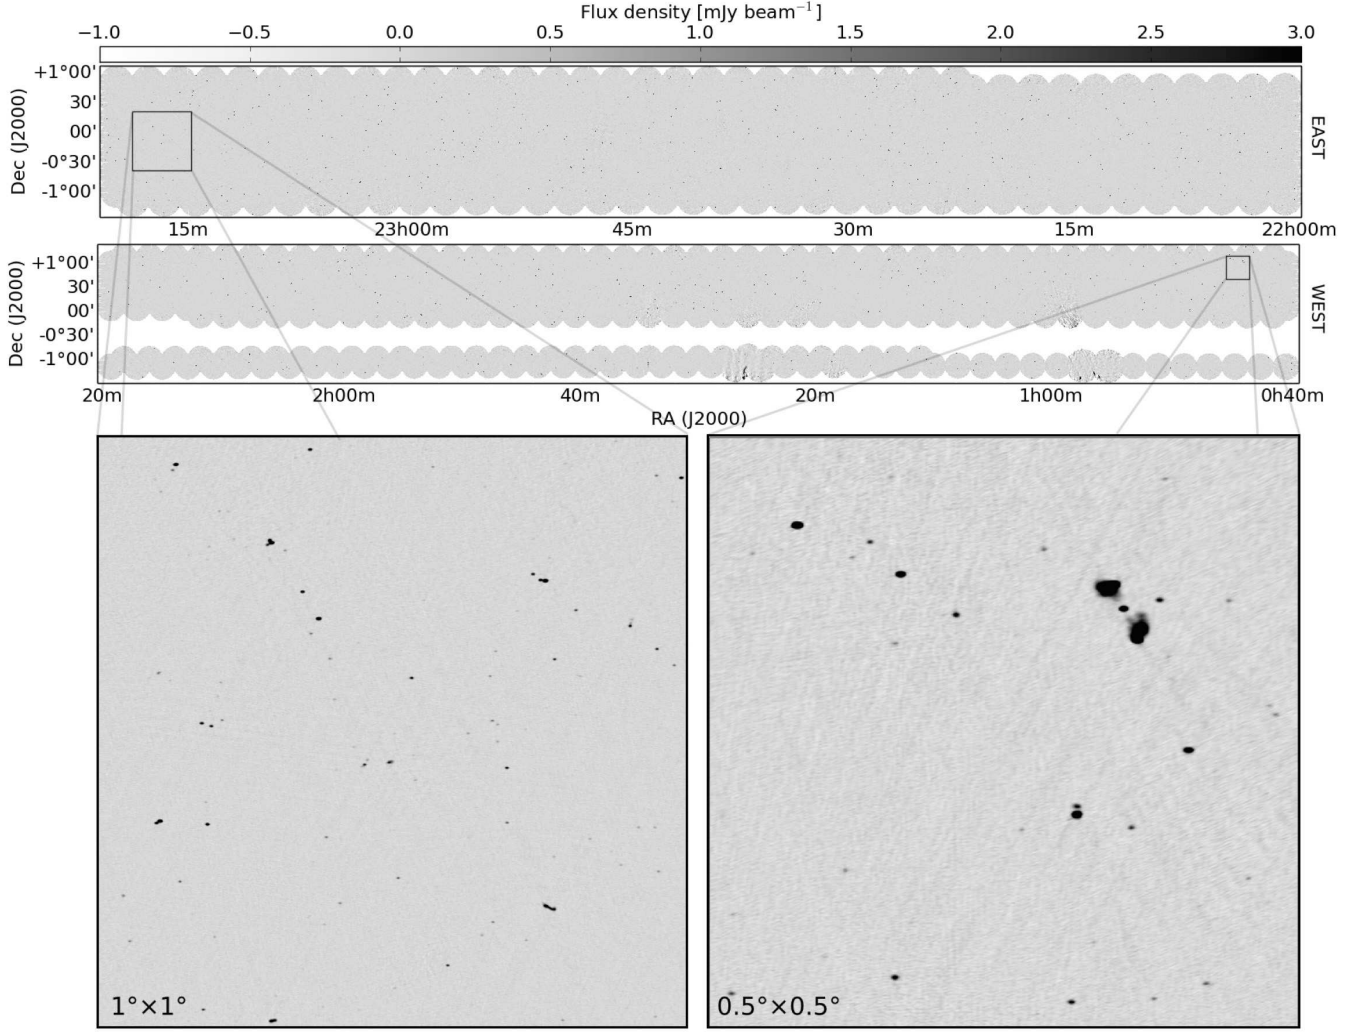 Flux density [mJy beam⁻¹]
−1.0 −0.5 0.0 0.5 1.0 1.5 2.0 2.5 3.0
Dec (J2000)
+1°00'
30'
00'
-0°30'
-1°00'
EAST
15m 23h00m 45m 30m 15m 22h00m
Dec (J2000)
+1°00'
30'
00'
-0°30'
-1°00'
WEST
20m 2h00m 40m 20m 1h00m 0h40m
RA (J2000)
1°×1°
0.5°×0.5°